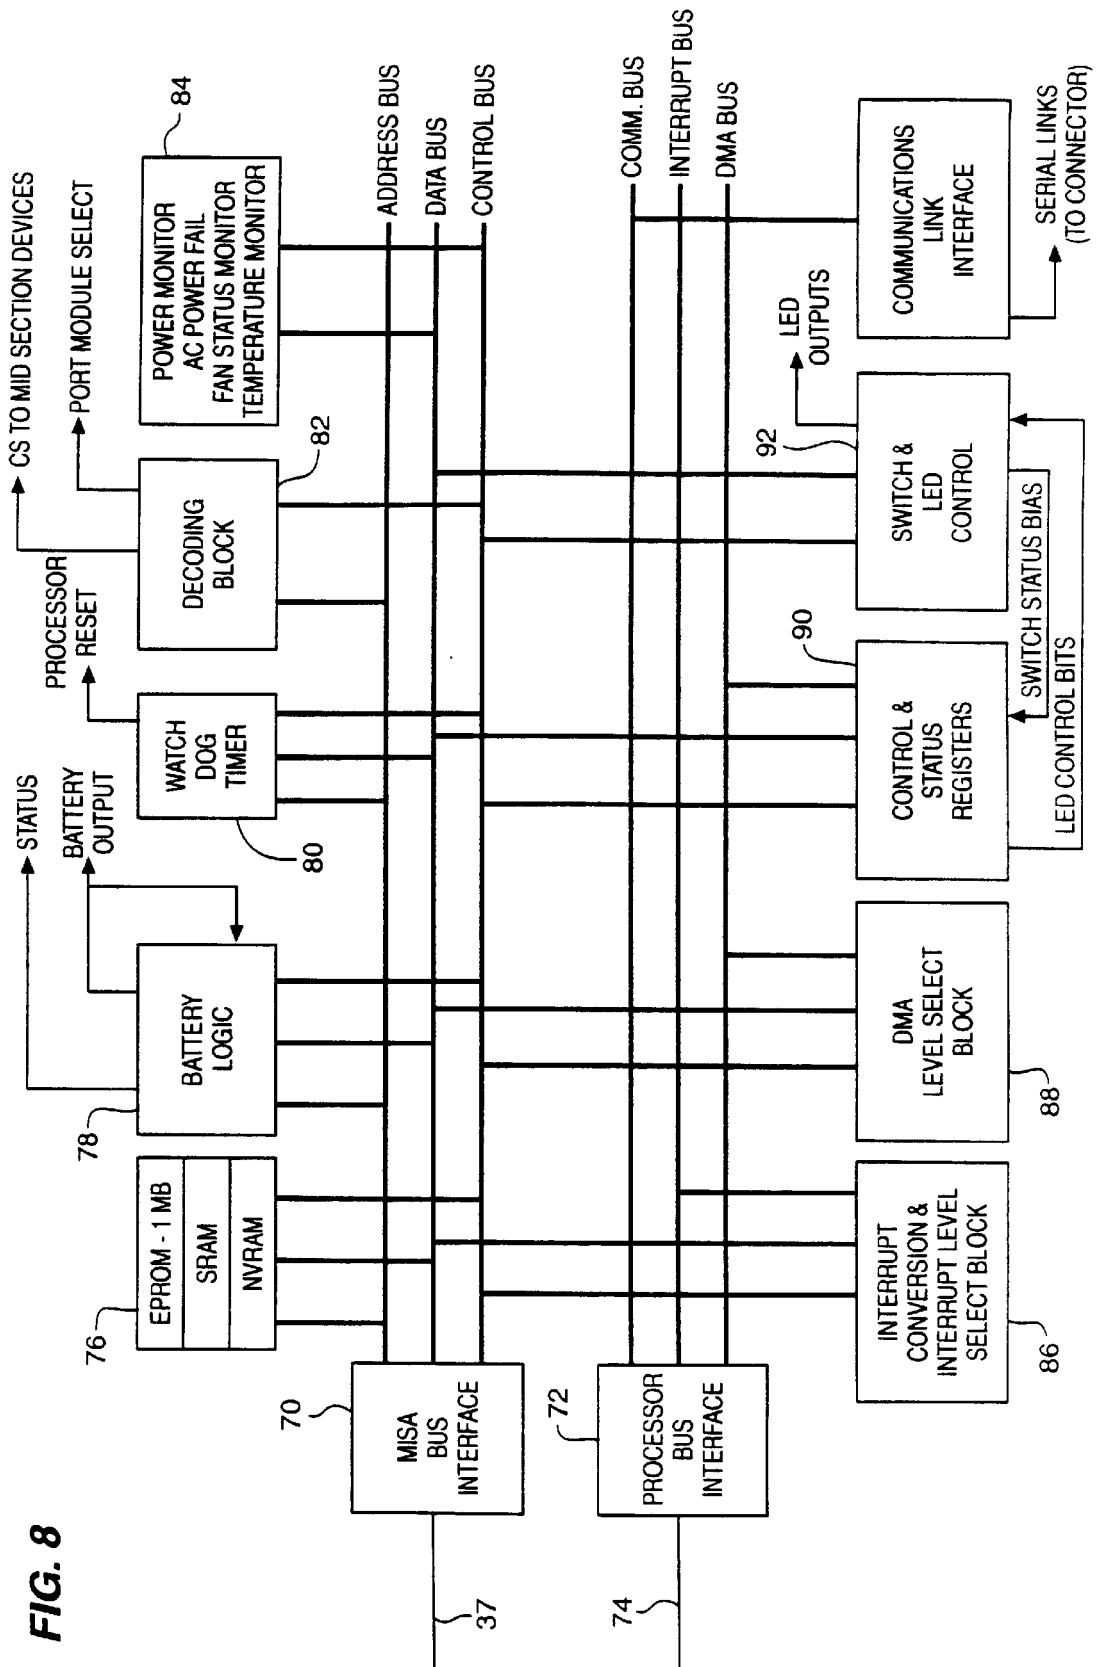 FIG. 8
37
74
70
MISA
BUS
INTERFACE
72
PROCESSOR
BUS
INTERFACE
76
EPROM - 1 MB
SRAM
NVRAM
78
BATTERY
LOGIC
STATUS
BATTERY
OUTPUT
80
WATCH
DOG
TIMER
PROCESSOR
RESET
82
DECODING
BLOCK
CS TO MID SECTION DEVICES
PORT MODULE SELECT
84
POWER MONITOR
AC POWER FAIL
FAN STATUS MONITOR
TEMPERATURE MONITOR
ADDRESS BUS
DATA BUS
CONTROL BUS
COMM. BUS
INTERRUPT BUS
DMA BUS
86
INTERRUPT
CONVERSION &
INTERRUPT LEVEL
SELECT BLOCK
88
DMA
LEVEL SELECT
BLOCK
90
CONTROL &
STATUS
REGISTERS
SWITCH STATUS BIAS
LED CONTROL BITS
92
SWITCH &
LED
CONTROL
LED
OUTPUTS
COMMUNICATIONS
LINK
INTERFACE
SERIAL LINKS
(TO CONNECTOR)